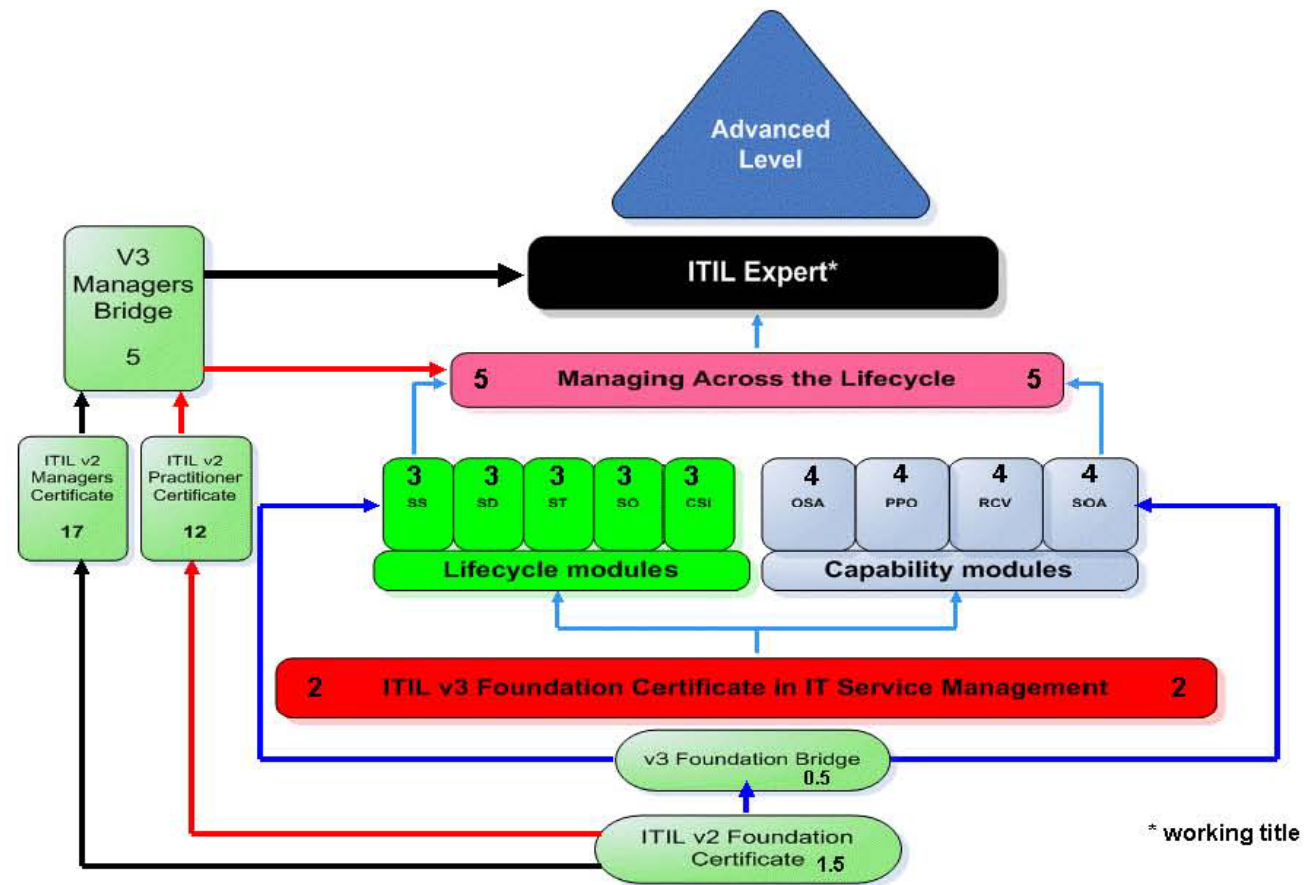 Advanced
Level
ITIL Expert*
V3
Managers
Bridge
5
5 Managing Across the Lifecycle 5
ITIL v2
Managers
Certificate
17
ITIL v2
Practitioner
Certificate
12
3 3 3 3 3
SS SD ST SO CSI
Lifecycle modules
4 4 4 4
OSA PPO RCV SOA
Capability modules
2 ITIL v3 Foundation Certificate in IT Service Management 2
v3 Foundation Bridge
0.5
ITIL v2 Foundation
Certificate 1.5
* working title